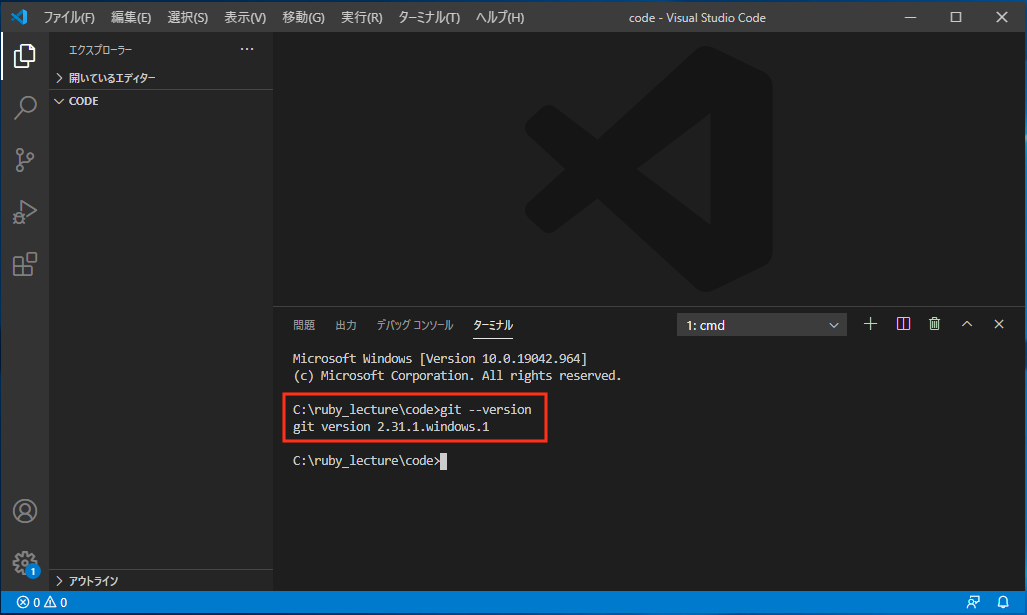 ファイル(F) 編集(E) 選択(S) 表示(V) 移動(G) 実行(R) ターミナル(T) ヘルプ(H) code - Visual Studio Code
エクスプローラー
開いているエディター
CODE
問題 出力 デバッグ コンソール ターミナル 1: cmd
Microsoft Windows [Version 10.0.19042.964]
(c) Microsoft Corporation. All rights reserved.
C:\ruby_lecture\code>git --version
git version 2.31.1.windows.1
C:\ruby_lecture\code>
1
アウトライン
0 0